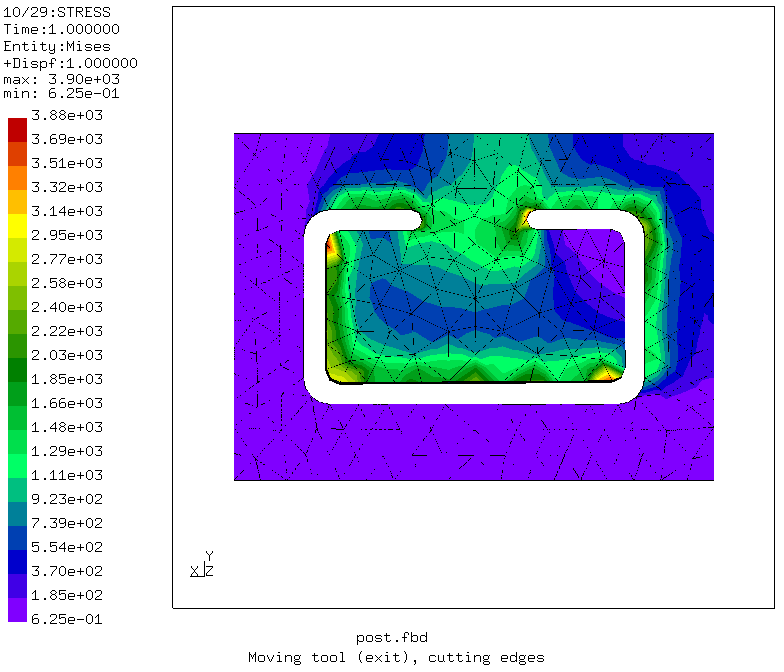 10/29:STRESS
Time:1.000000
Entity:Mises
+Dispf:1.000000
max: 3.90e+03
min: 6.25e-01
3.88e+03
3.69e+03
3.51e+03
3.32e+03
3.14e+03
2.95e+03
2.77e+03
2.58e+03
2.40e+03
2.22e+03
2.03e+03
1.85e+03
1.66e+03
1.48e+03
1.29e+03
1.11e+03
9.23e+02
7.39e+02
5.54e+02
3.70e+02
1.85e+02
6.25e-01
Y
X Z
post.fbd
Moving tool (exit), cutting edges